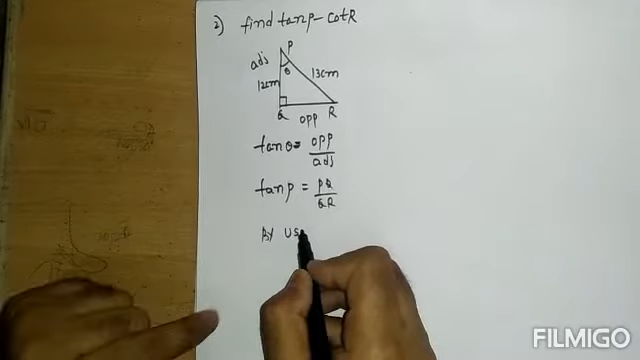 2) find tanp - cotR
P
adj
θ
12cm
13cm
Q
R
opp
tanθ = opp/adj
tanp = PQ/QR
By us
FILMIGO